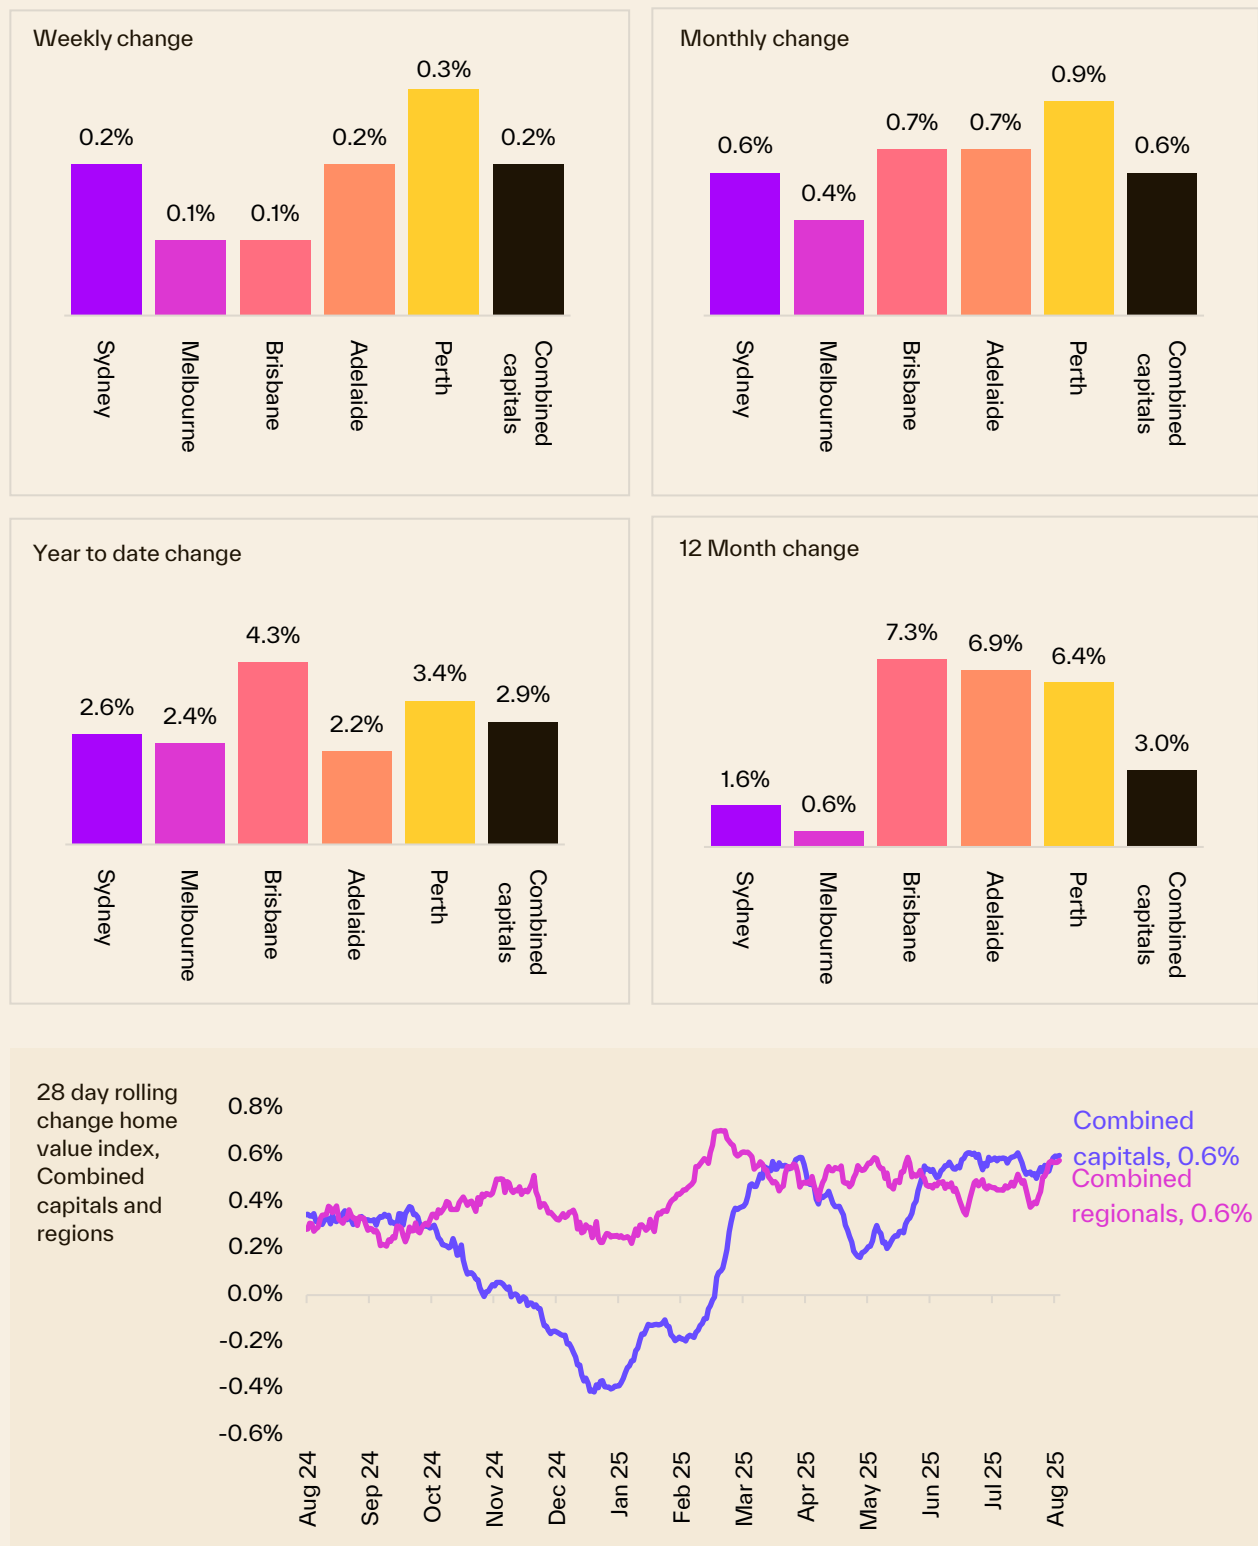 Weekly change
0.2%
0.1%
0.1%
0.2%
0.3%
0.2%
Sydney
Melbourne
Brisbane
Adelaide
Perth
Combined
capitals
Monthly change
0.6%
0.4%
0.7%
0.7%
0.9%
0.6%
Sydney
Melbourne
Brisbane
Adelaide
Perth
Combined
capitals
Year to date change
2.6%
2.4%
4.3%
2.2%
3.4%
2.9%
Sydney
Melbourne
Brisbane
Adelaide
Perth
Combined
capitals
12 Month change
1.6%
0.6%
7.3%
6.9%
6.4%
3.0%
Sydney
Melbourne
Brisbane
Adelaide
Perth
Combined
capitals
28 day rolling
change home
value index,
Combined
capitals and
regions
0.8%
0.6%
0.4%
0.2%
0.0%
-0.2%
-0.4%
-0.6%
Aug 24
Sep 24
Oct 24
Nov 24
Dec 24
Jan 25
Feb 25
Mar 25
Apr 25
May 25
Jun 25
Jul 25
Aug 25
Combined
capitals, 0.6%
Combined
regionals, 0.6%